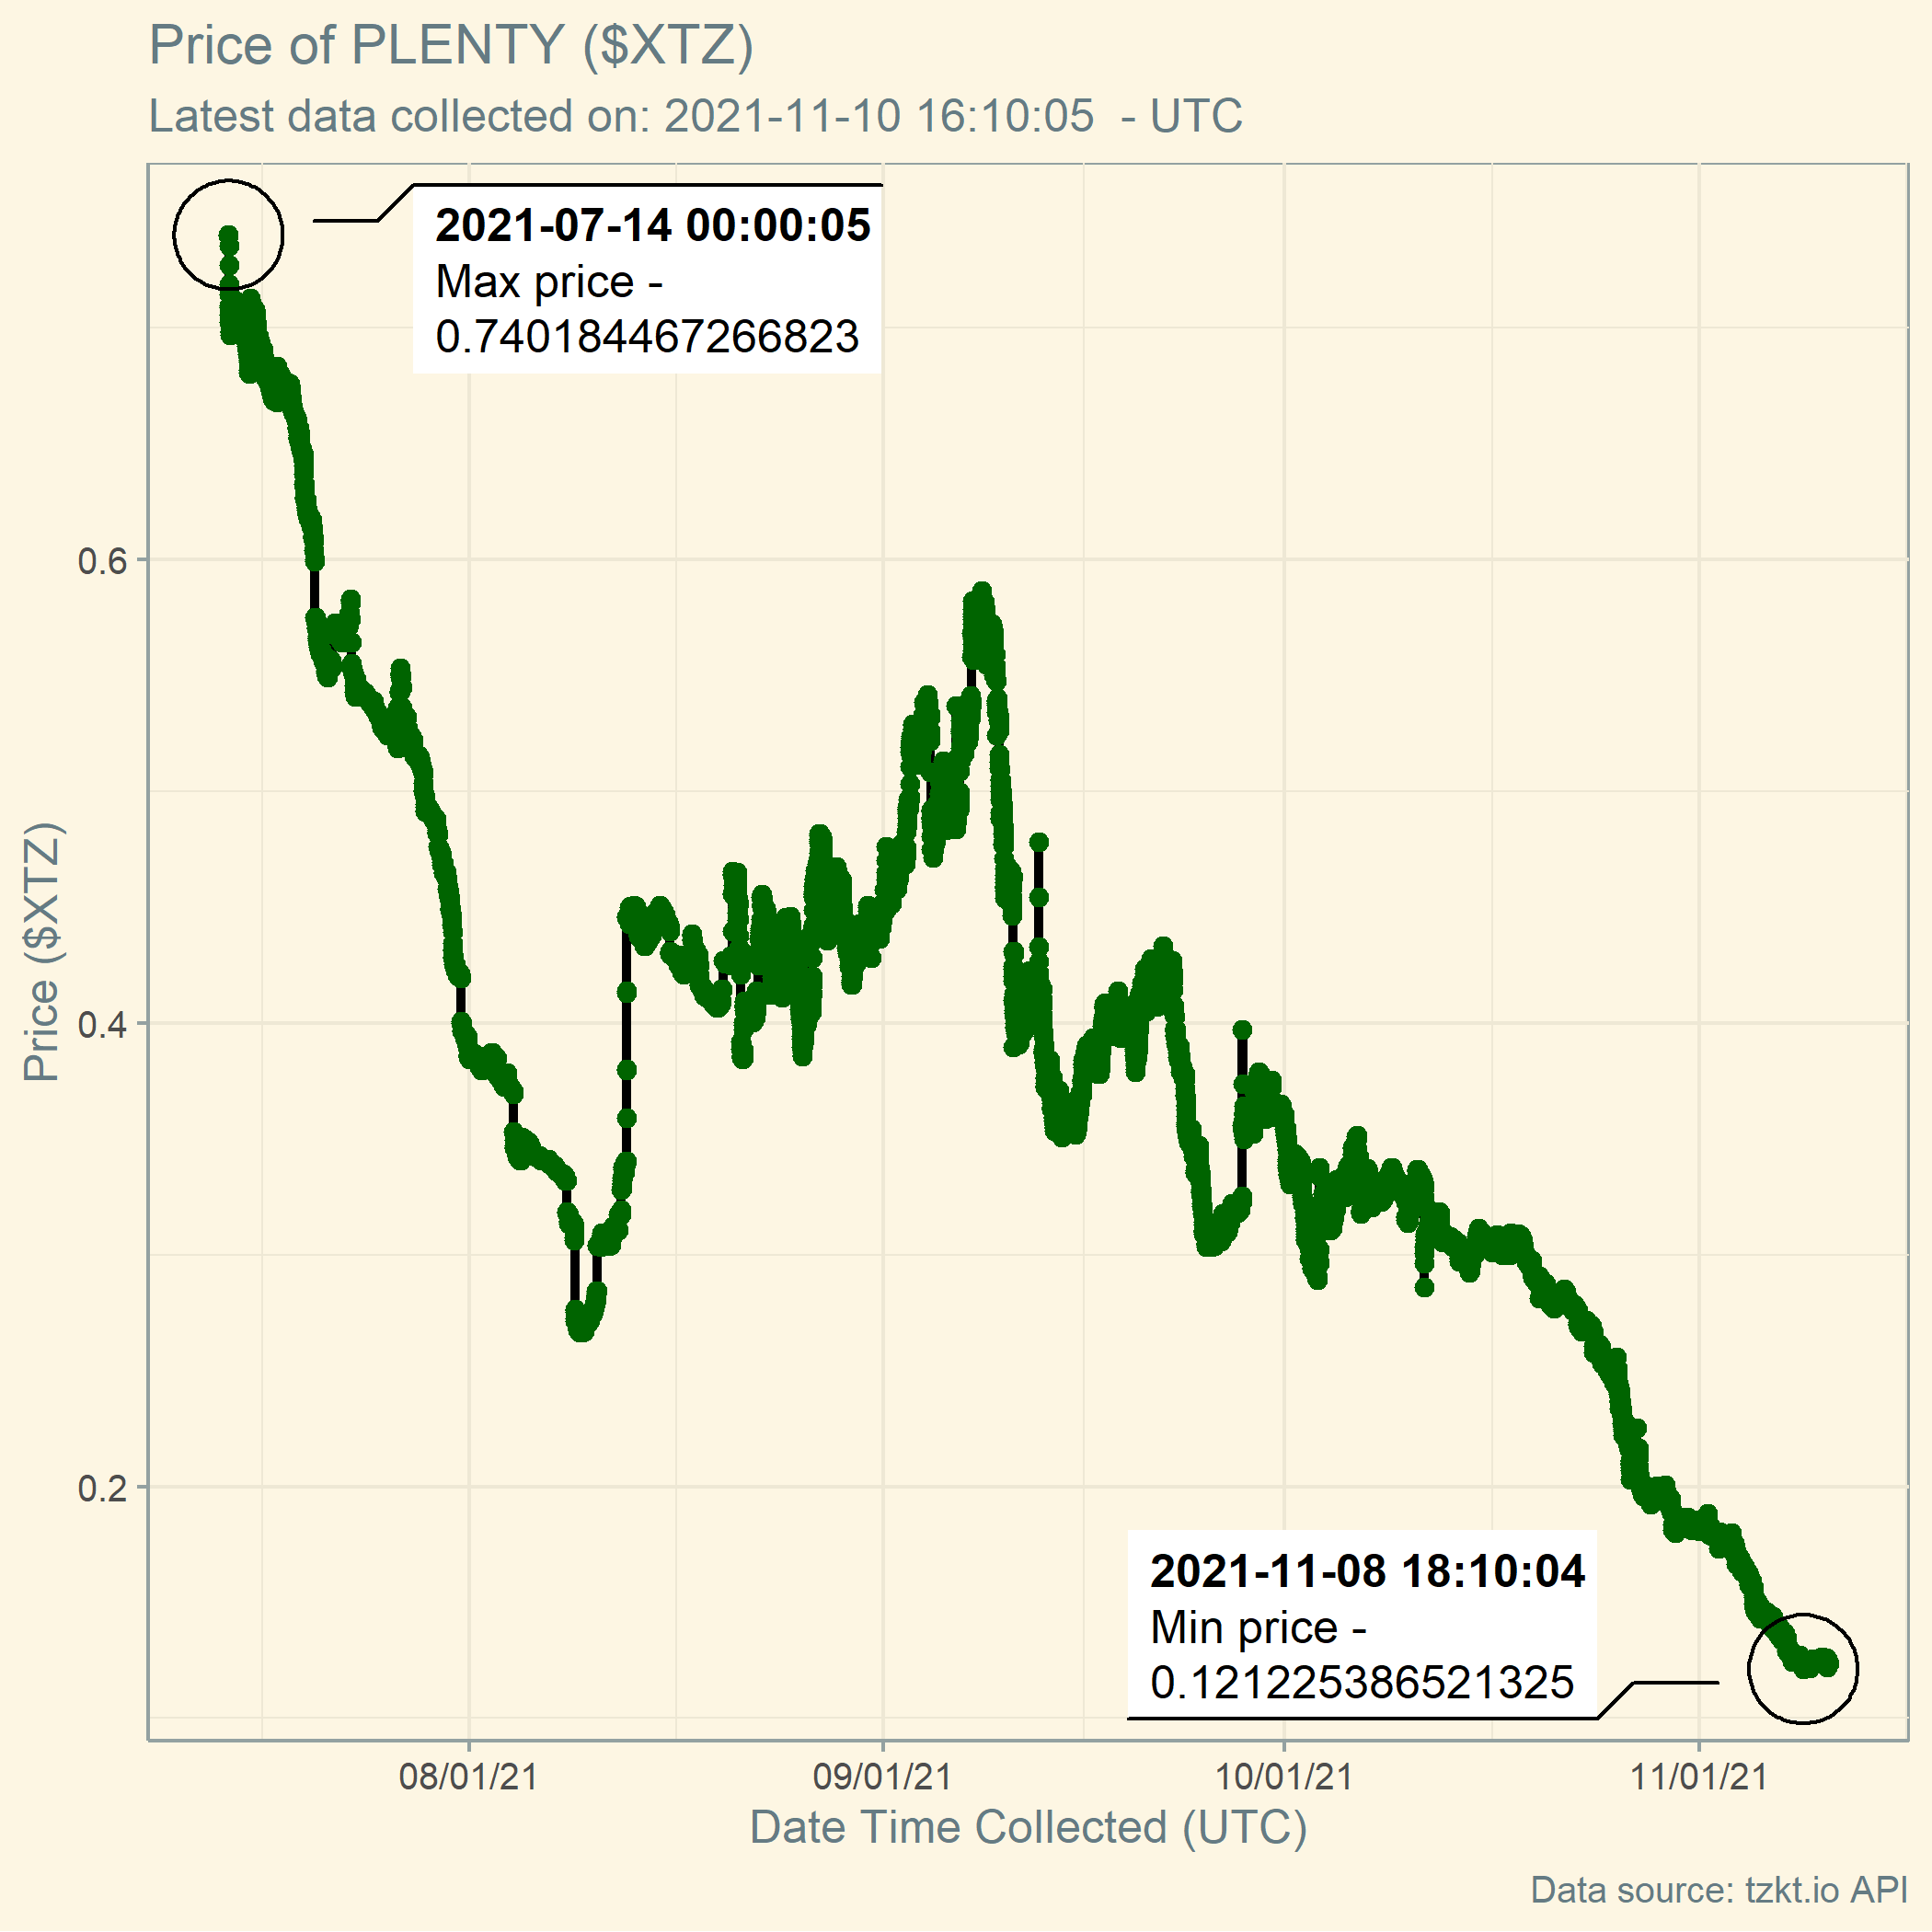 Price of PLENTY ($XTZ)
Latest data collected on: 2021-11-10 16:10:05  - UTC
2021-07-14 00:00:05
Max price -
0.740184467266823
0.6
0.4
0.2
Price ($XTZ)
2021-11-08 18:10:04
Min price -
0.121225386521325
08/01/21
09/01/21
10/01/21
11/01/21
Date Time Collected (UTC)
Data source: tzkt.io API